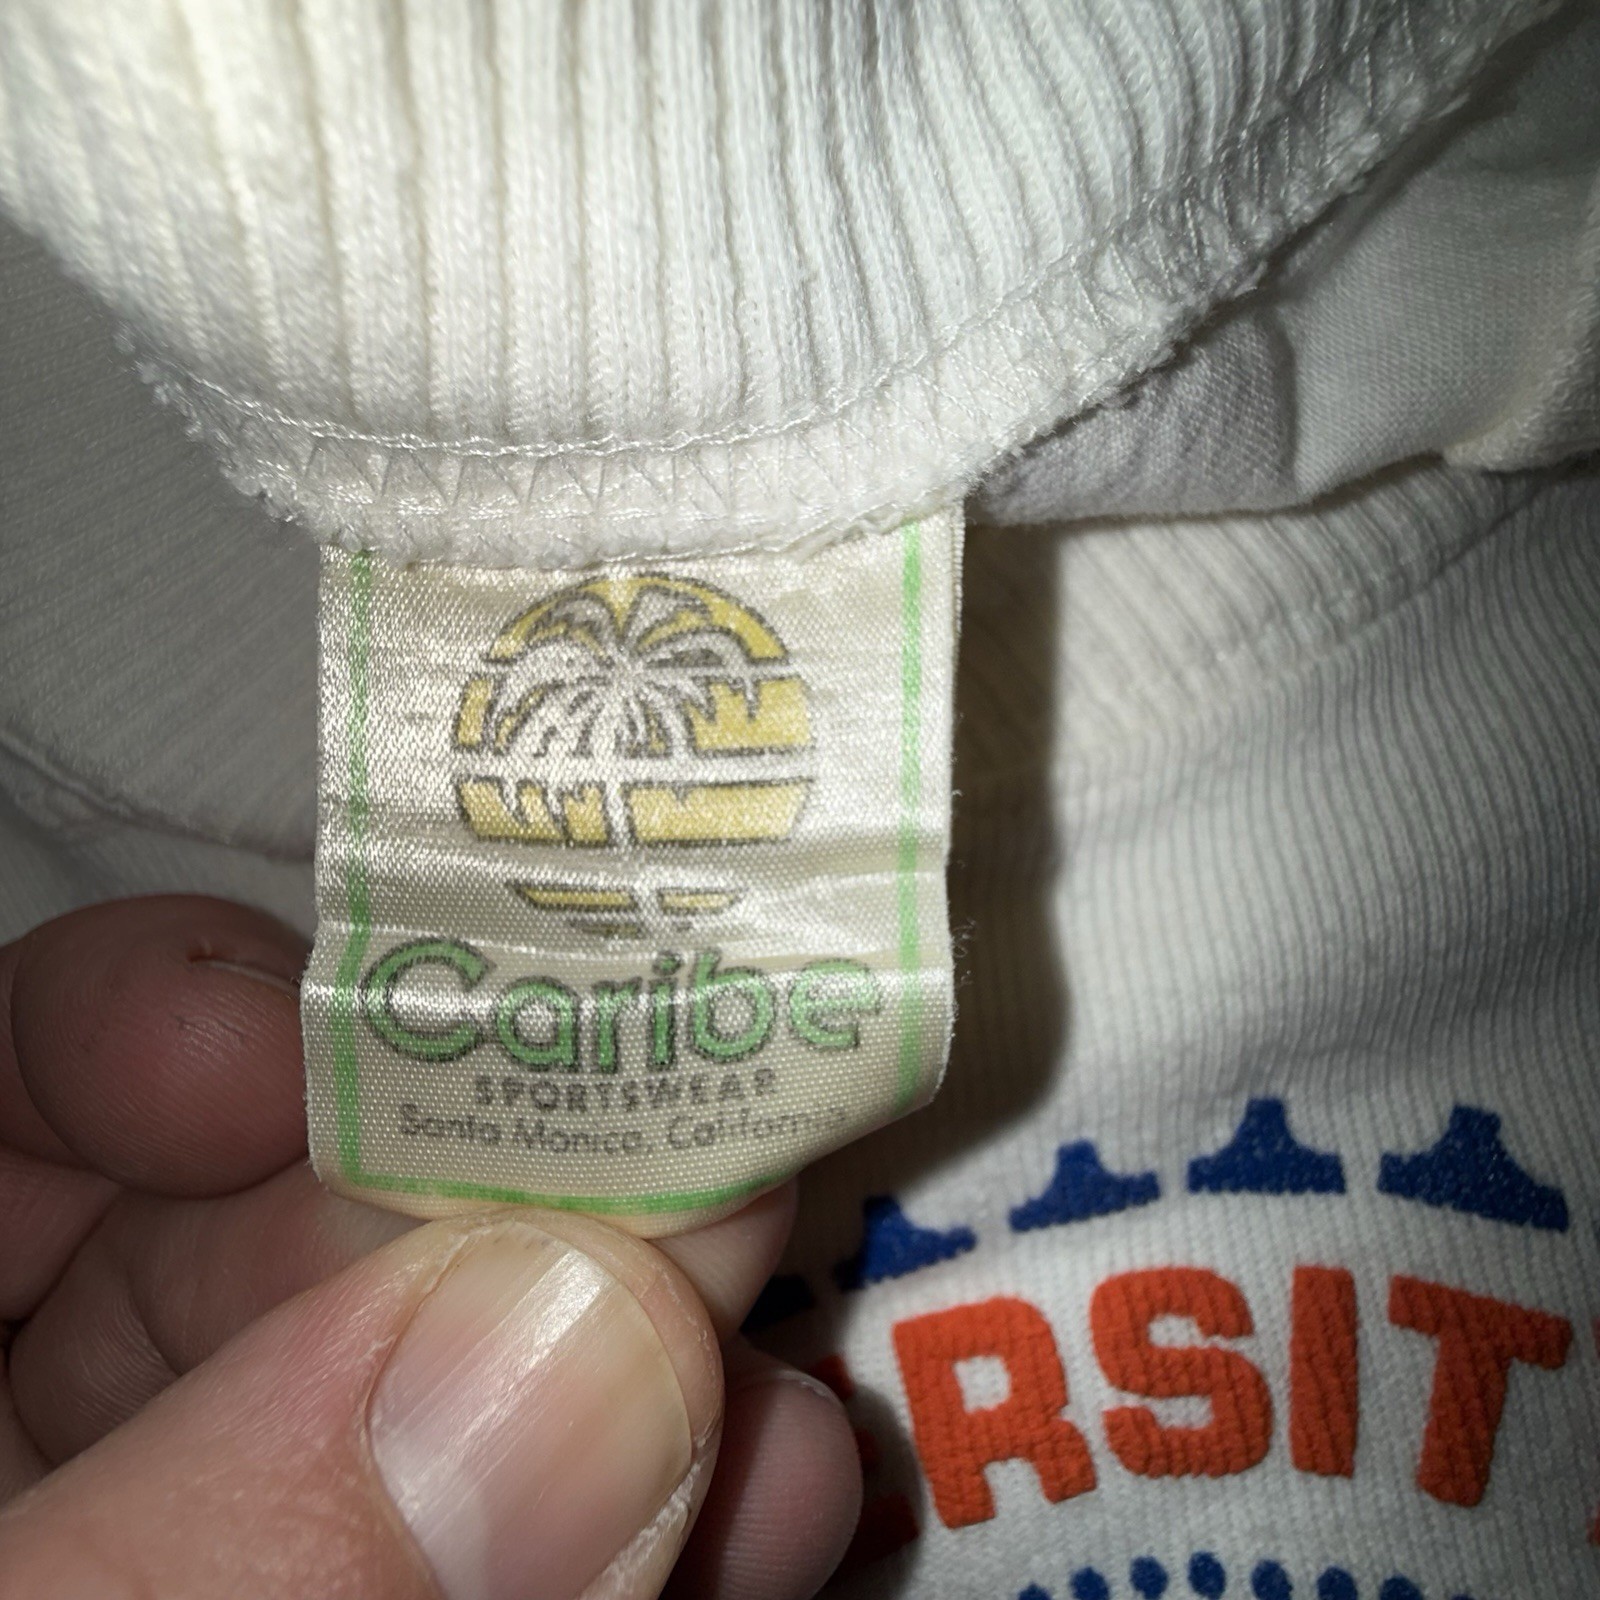 Caribe
SPORTSWEAR
Santa Monica, California
RSIT